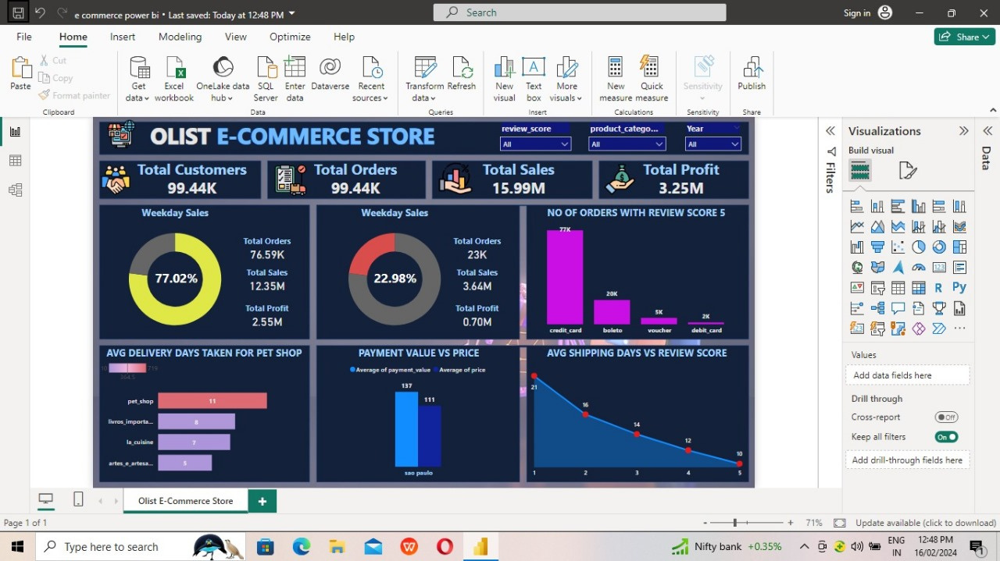 e commerce power bi • Last saved: Today at 12:48 PM
Search
Sign in
File Home Insert Modeling View Optimize Help
Share
Paste
Cut
Copy
Format painter
Clipboard
Get data
Excel workbook
OneLake data hub
SQL Server
Enter data
Dataverse
Recent sources
Data
Transform data
Refresh
Queries
New visual
Text box
More visuals
Insert
New measure
Quick measure
Calculations
Sensitivity
Sensitivity
Publish
Share
OLIST E-COMMERCE STORE
review_score
All
product_catego...
All
Year
All
Total Customers
99.44K
Total Orders
99.44K
Total Sales
15.99M
Total Profit
3.25M
Weekday Sales
77.02%
Total Orders
76.59K
Total Sales
12.35M
Total Profit
2.55M
Weekday Sales
22.98%
Total Orders
23K
Total Sales
3.64M
Total Profit
0.70M
NO OF ORDERS WITH REVIEW SCORE 5
77K
20K
5K
2K
credit_card boleto voucher debit_card
AVG DELIVERY DAYS TAKEN FOR PET SHOP
10 719
364.5
pet_shop 11
livros_importa... 8
la_cuisine 7
artes_e_artesa... 5
PAYMENT VALUE VS PRICE
Average of payment_value Average of price
137
111
sao paulo
AVG SHIPPING DAYS VS REVIEW SCORE
21
16
14
12
10
1 2 3 4 5
Filters
Visualizations
Build visual
123
R Py
Values
Add data fields here
Drill through
Cross-report Off
Keep all filters On
Add drill-through fields here
Data
Olist E-Commerce Store
+
Page 1 of 1
- + 71%
Update available (click to download)
Type here to search
Nifty bank +0.35%
ENG
IN
12:48 PM
16/02/2024
1